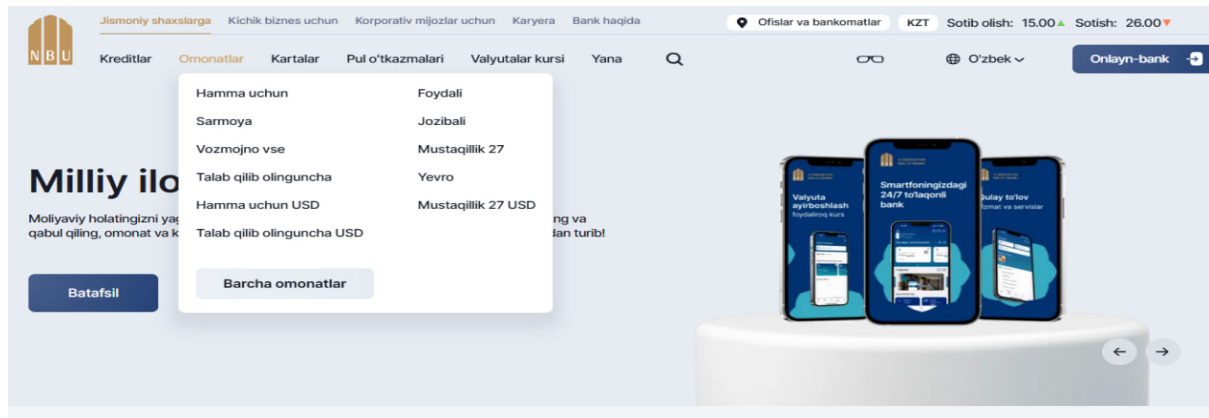 Jismoniy shaxslarga Kichik biznes uchun Korporativ mijozlar uchun Karyera Bank haqida Ofislar va bankomatlar KZT Sotib olish: 15.00 Sotish: 26.00
NBU Kreditlar Omonatlar Kartalar Pul o'tkazmalari Valyutalar kursi Yana O'zbek Onlayn-bank
Hamma uchun Foydali
Sarmoya Jozibali
Vozmojno vse Mustaqillik 27
Talab qilib olinguncha Yevro
Hamma uchun USD Mustaqillik 27 USD
Talab qilib olinguncha USD
Barcha omonatlar
Milliy ilo
Moliyaviy holatingizni yag ng va
qabul qiling, omonat va k dan turib!
Batafsil
Valyuta
ayirboshlash
foydaliroq kurs
Smartfoningizdagi
24/7 to'laqonli
bank
Qulay to'lov
xizmat va servislar